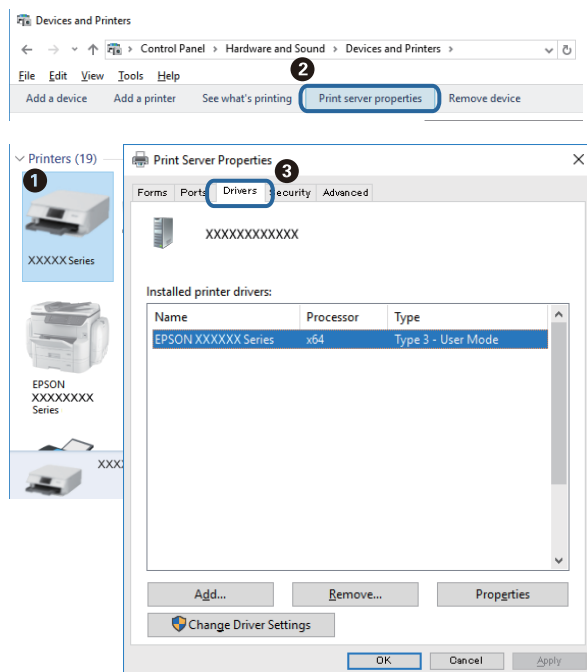 Devices and Printers
Control Panel > Hardware and Sound > Devices and Printers >
2
File Edit View Tools Help
Add a device Add a printer See what's printing Print server properties Remove device
Printers (19)
1
XXXXX Series
EPSON
XXXXXXXX
Series
XXX
Print Server Properties
3
Forms Ports Drivers ecurity Advanced
XXXXXXXXXXXX
Installed printer drivers:
Name Processor Type
EPSON XXXXXX Series x64 Type 3 - User Mode
Add... Remove... Properties
Change Driver Settings
OK Cancel Apply